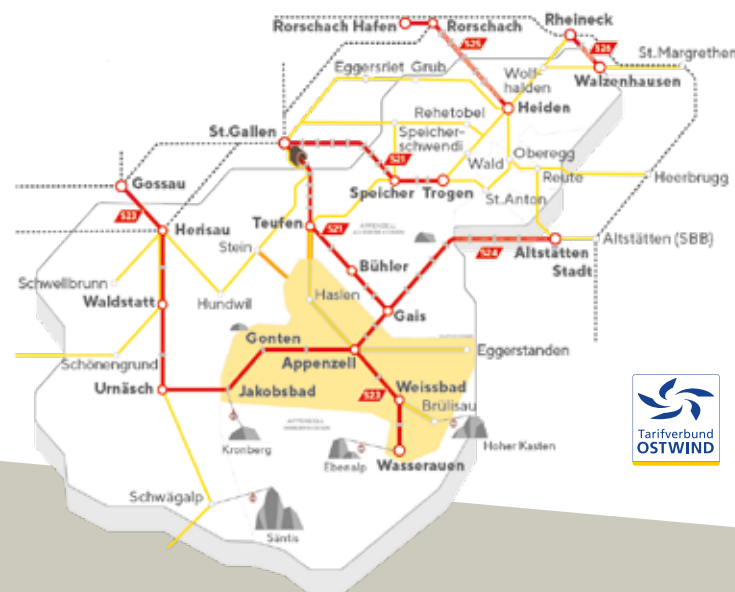 Rorschach Hafen
Rorschach
Rheineck
S25
S26
St.Margrethen
Eggersriet
Grub
Wolf-
halden
Walzenhausen
Heiden
Rehetobel
St.Gallen
Speicher-
schwendi
S21
Wald
Oberegg
Reute
Heerbrugg
Gossau
Speicher
Trogen
St.Anton
S23
Herisau
Teufen
S21
Stein
Altstätten (SBB)
S24
Altstätten
Stadt
Bühler
Schwellbrunn
Hundwil
Haslen
Waldstatt
Gais
Gonten
Appenzell
Eggerstanden
Schönengrund
Urnäsch
Jakobsbad
S23
Weissbad
Brülisau
Kronberg
Hoher Kasten
Ebenalp
Wasserauen
Tarifverbund
OSTWIND
Schwägalp
Säntis